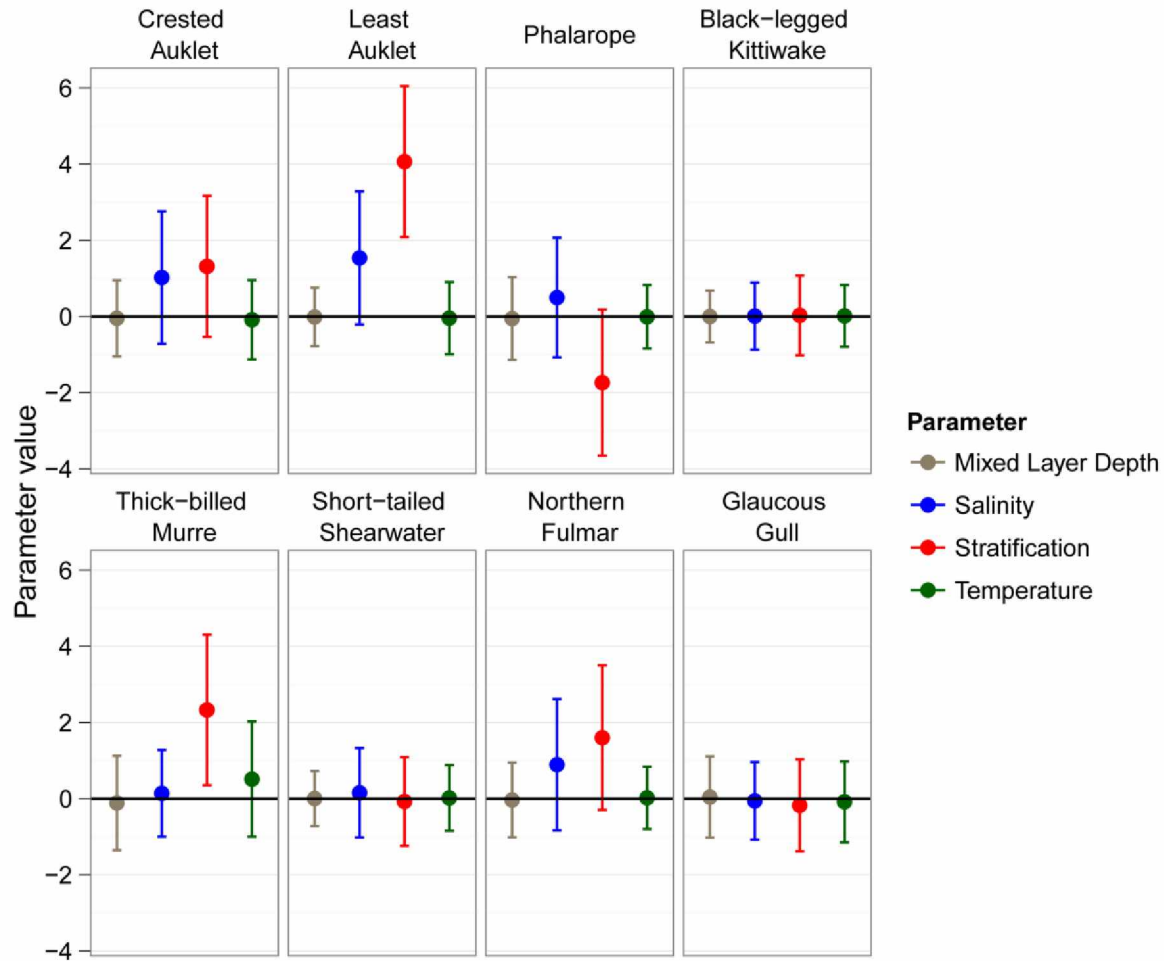 Crested
Auklet
Least
Auklet
Phalarope
Black−legged
Kittiwake
6
4
2
0
−2
−4
Thick−billed
Murre
Short−tailed
Shearwater
Northern
Fulmar
Glaucous
Gull
6
4
2
0
−2
−4
Parameter value
Parameter
Mixed Layer Depth
Salinity
Stratification
Temperature